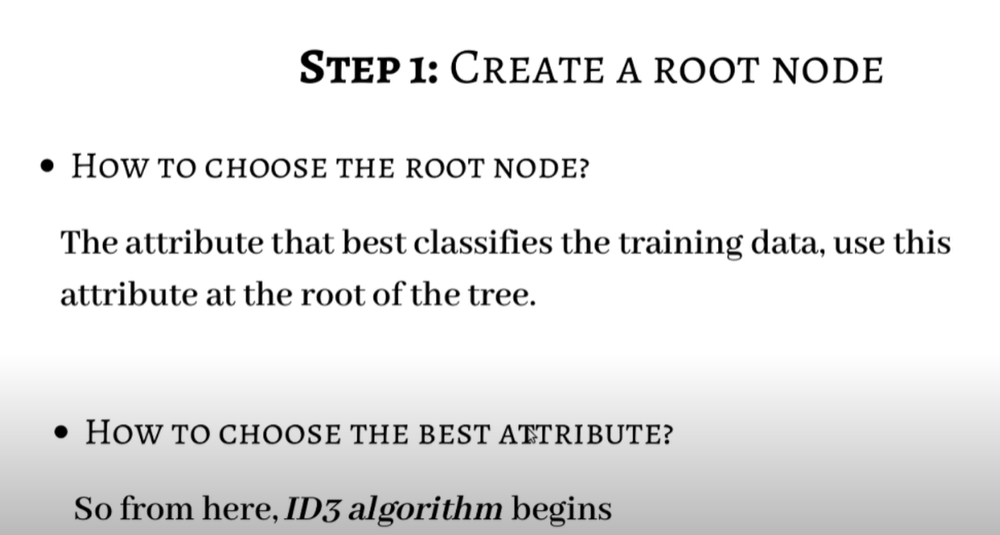 STEP 1: CREATE A ROOT NODE
• HOW TO CHOOSE THE ROOT NODE?
The attribute that best classifies the training data, use this
attribute at the root of the tree.
• HOW TO CHOOSE THE BEST ATTRIBUTE?
So from here, ID3 algorithm begins